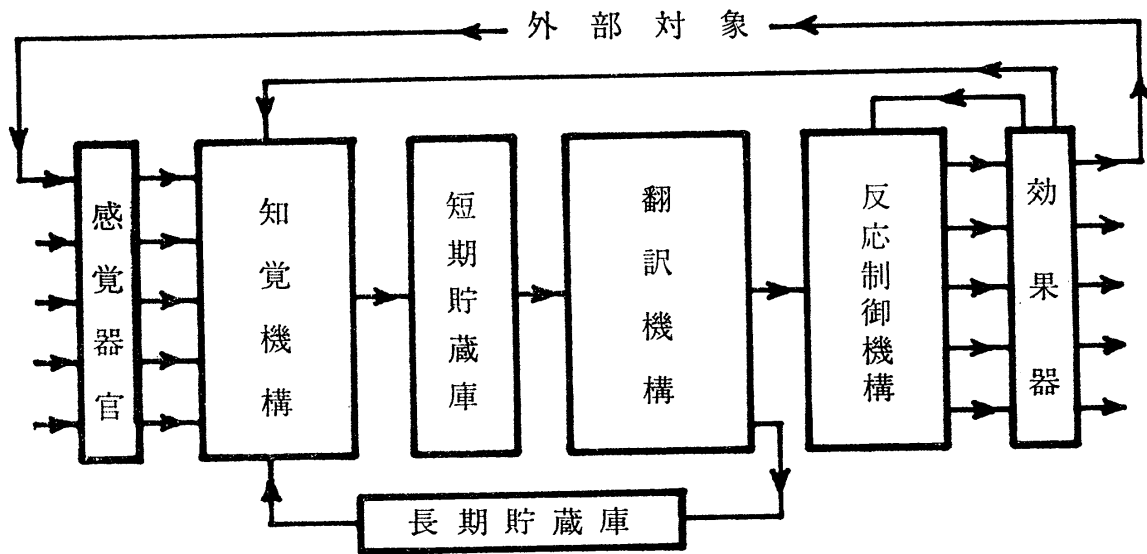 外部対象
感覚器官
知覚機構
短期貯蔵庫
翻訳機構
反応制御機構
効果器
長期貯蔵庫